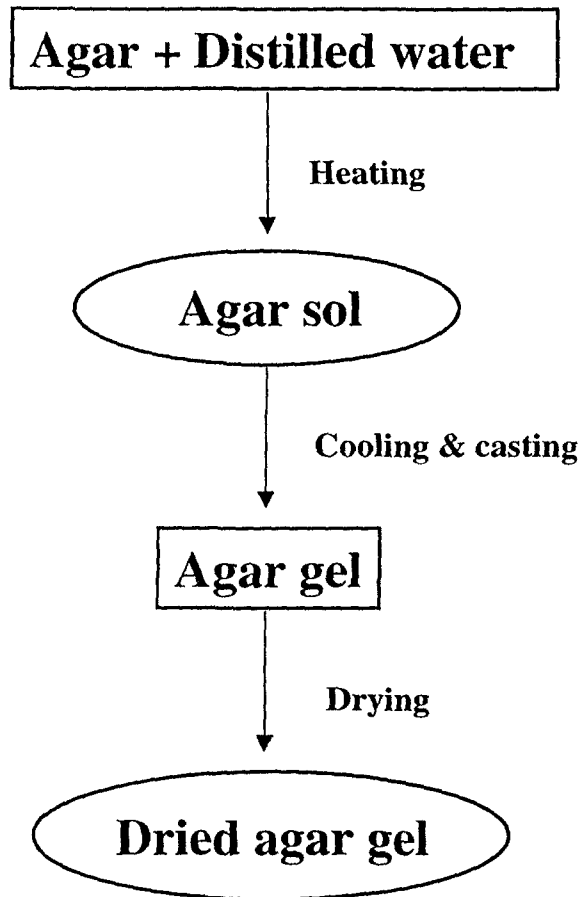 Agar + Distilled water
Heating
Agar sol
Cooling & casting
Agar gel
Drying
Dried agar gel